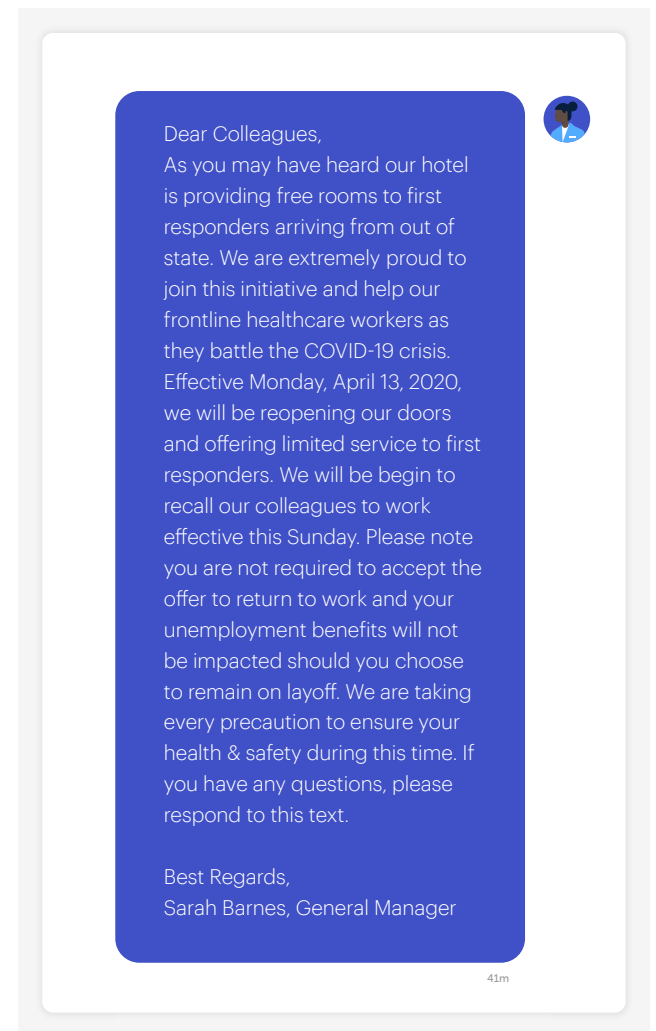 Dear Colleagues,
As you may have heard our hotel
is providing free rooms to first
responders arriving from out of
state. We are extremely proud to
join this initiative and help our
frontline healthcare workers as
they battle the COVID-19 crisis.
Effective Monday, April 13, 2020,
we will be reopening our doors
and offering limited service to first
responders. We will be begin to
recall our colleagues to work
effective this Sunday. Please note
you are not required to accept the
offer to return to work and your
unemployment benefits will not
be impacted should you choose
to remain on layoff. We are taking
every precaution to ensure your
health & safety during this time. If
you have any questions, please
respond to this text.
Best Regards,
Sarah Barnes, General Manager
41m